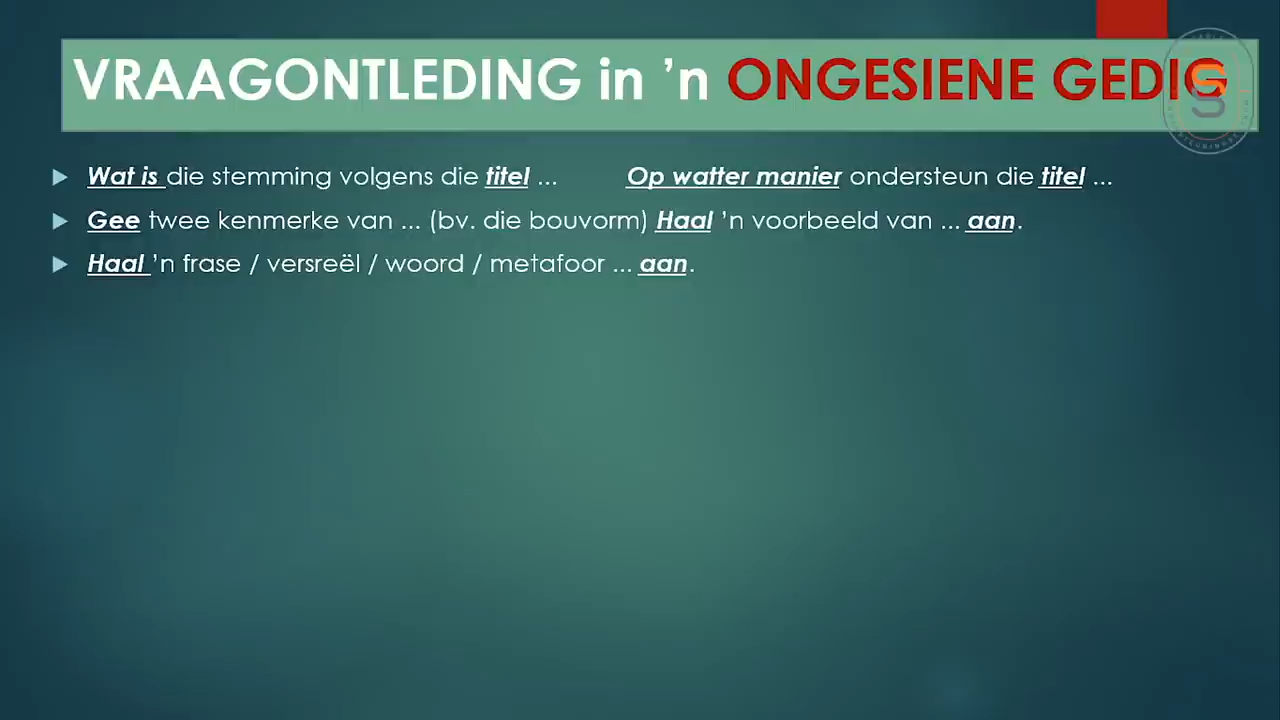 VRAAGONTLEDING in ’n ONGESIENE GEDIG
Wat is die stemming volgens die titel ... Op watter manier ondersteun die titel ...
Gee twee kenmerke van ... (bv. die bouvorm) Haal ’n voorbeeld van ... aan.
Haal ’n frase / versreël / woord / metafoor ... aan.